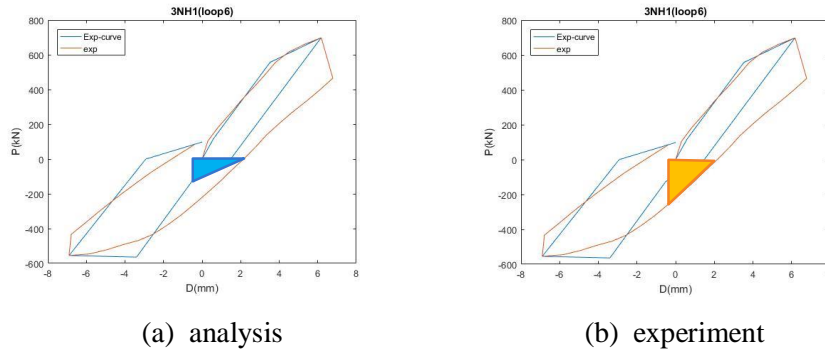 3NH1(loop6)
Exp-curve
exp
P(kN)
800
600
400
200
0
-200
-400
-600
-8 -6 -4 -2 0 2 4 6 8
D(mm)
(a) analysis
3NH1(loop6)
Exp-curve
exp
P(kN)
800
600
400
200
0
-200
-400
-600
-8 -6 -4 -2 0 2 4 6
D(mm)
(b) experiment